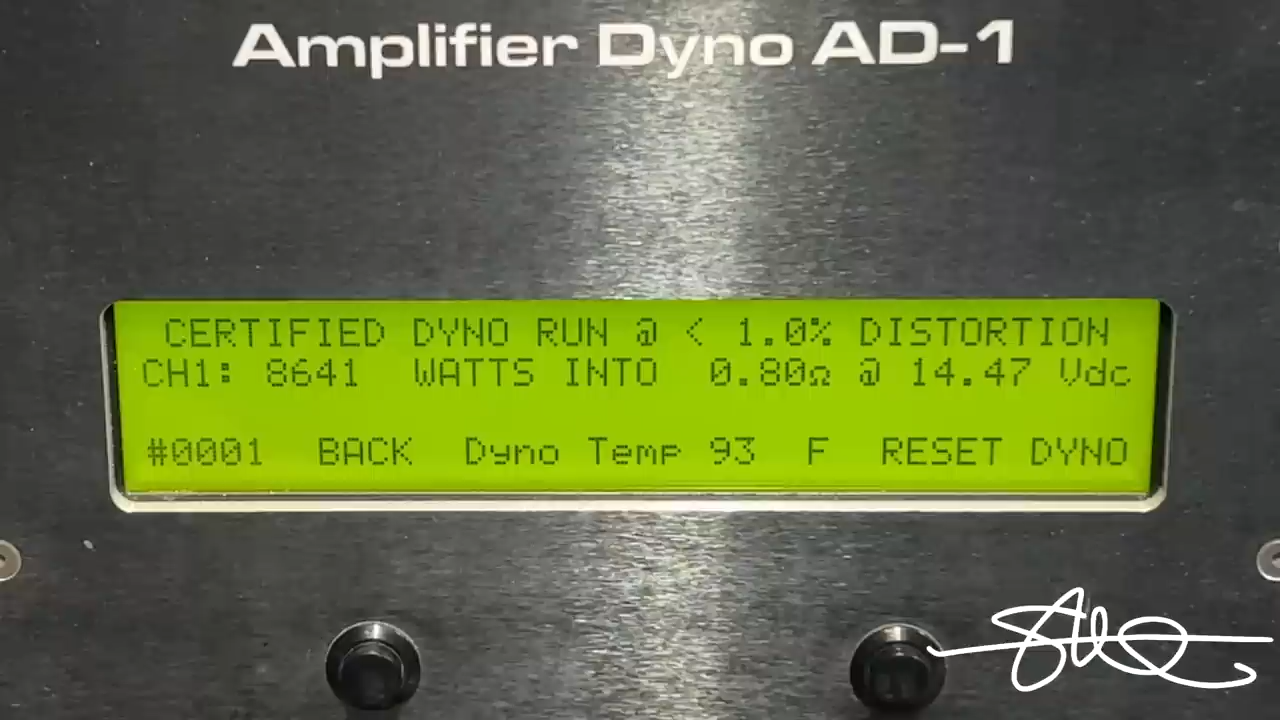 Amplifier Dyno AD-1
CERTIFIED DYNO RUN @ < 1.0% DISTORTION
CH1: 8641 WATTS INTO 0.80Ω @ 14.47 Vdc
#0001 BACK Dyno Temp 93 F RESET DYNO